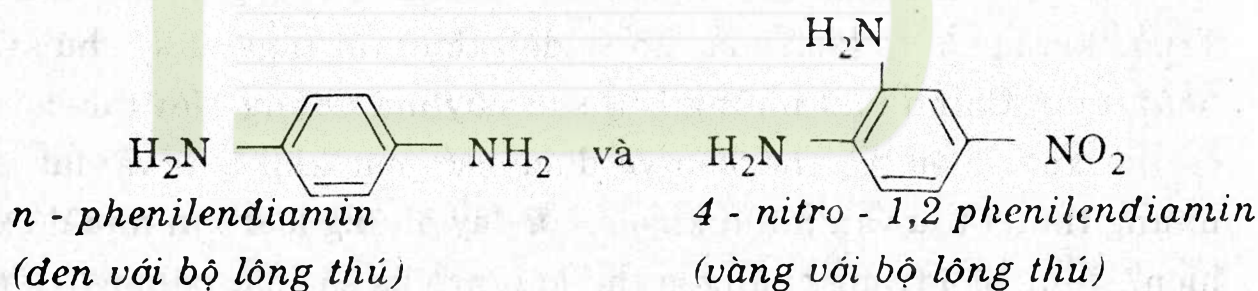 H₂N
H₂N NH₂ và H₂N NO₂
n - phenilendiamin 4 - nitro - 1,2 phenilendiamin
(đen với bộ lông thú) (vàng với bộ lông thú)